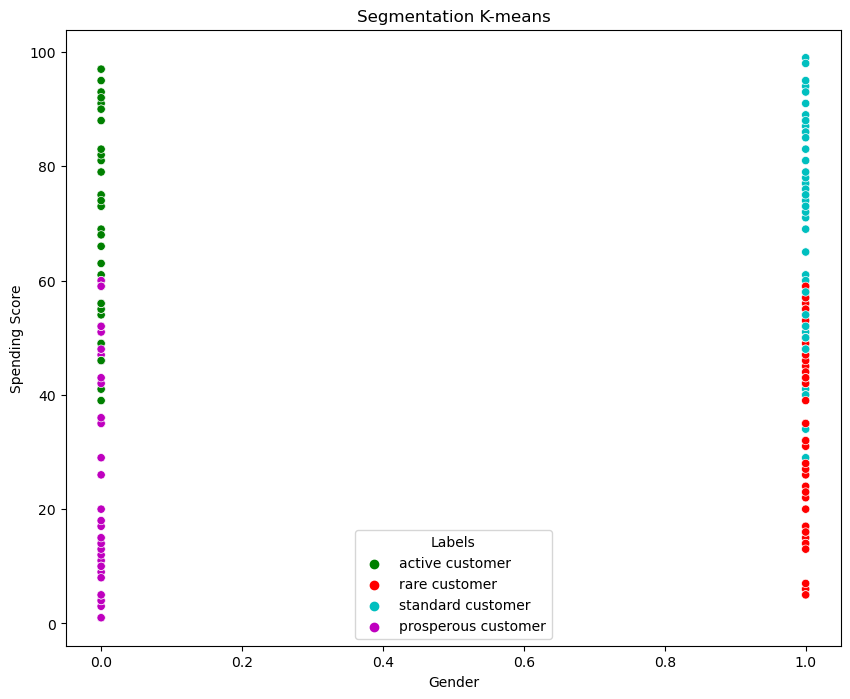 Segmentation K-means
100
80
60
40
20
0
Spending Score
Labels
active customer
rare customer
standard customer
prosperous customer
0.0 0.2 0.4 0.6 0.8 1.0
Gender